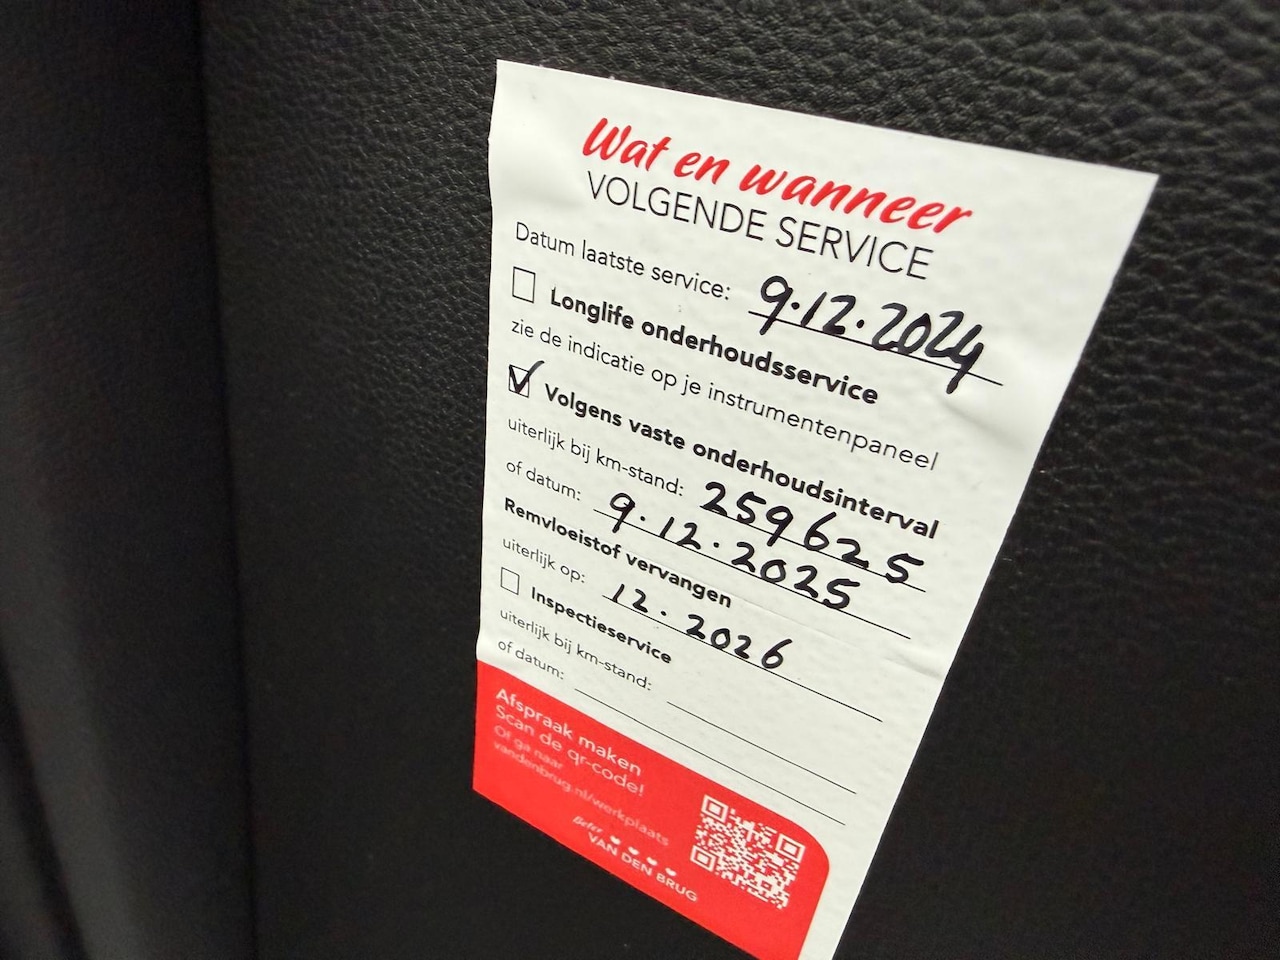 Wat en wanneer
VOLGENDE SERVICE
Datum laatste service: 9.12.2024
Longlife onderhoudsservice
zie de indicatie op je instrumentenpaneel
Volgens vaste onderhoudsinterval
uiterlijk bij km-stand: 259625
of datum: 9.12.2025
Remvloeistof vervangen
uiterlijk op: 12.2026
Inspectieservice
uiterlijk bij km-stand:
of datum:
Afspraak maken
Scan de qr-code!
Of ga naar
vandenbrug.nl/werkplaats
Beter
VAN DEN BRUG